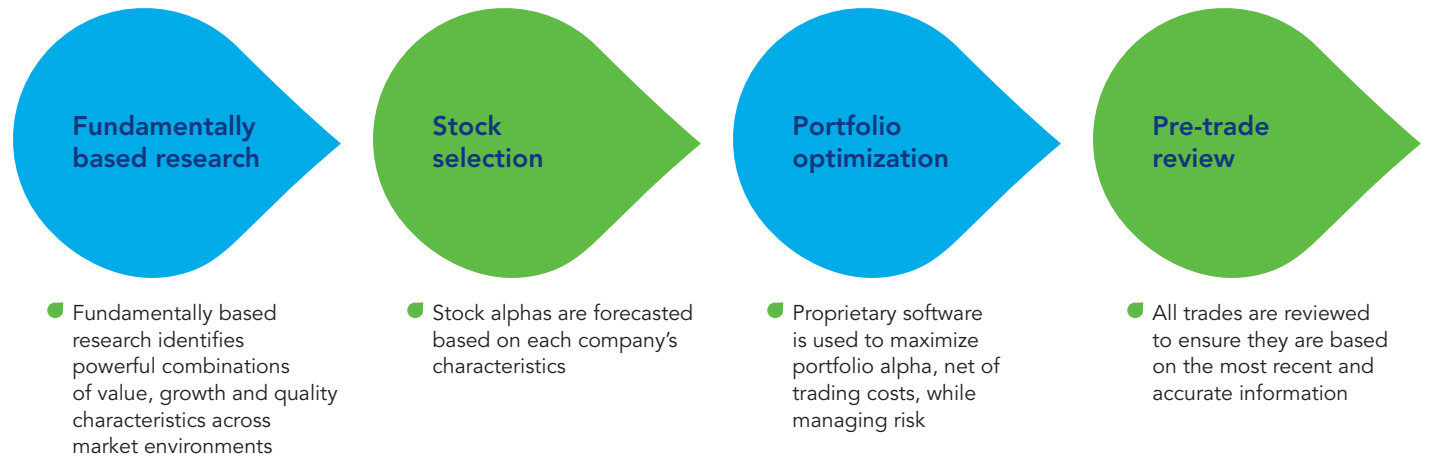 Fundamentally
based research
Stock
selection
Portfolio
optimization
Pre-trade
review
Fundamentally based
research identifies
powerful combinations
of value, growth and quality
characteristics across
market environments
Stock alphas are forecasted
based on each company’s
characteristics
Proprietary software
is used to maximize
portfolio alpha, net of
trading costs, while
managing risk
All trades are reviewed
to ensure they are based
on the most recent and
accurate information